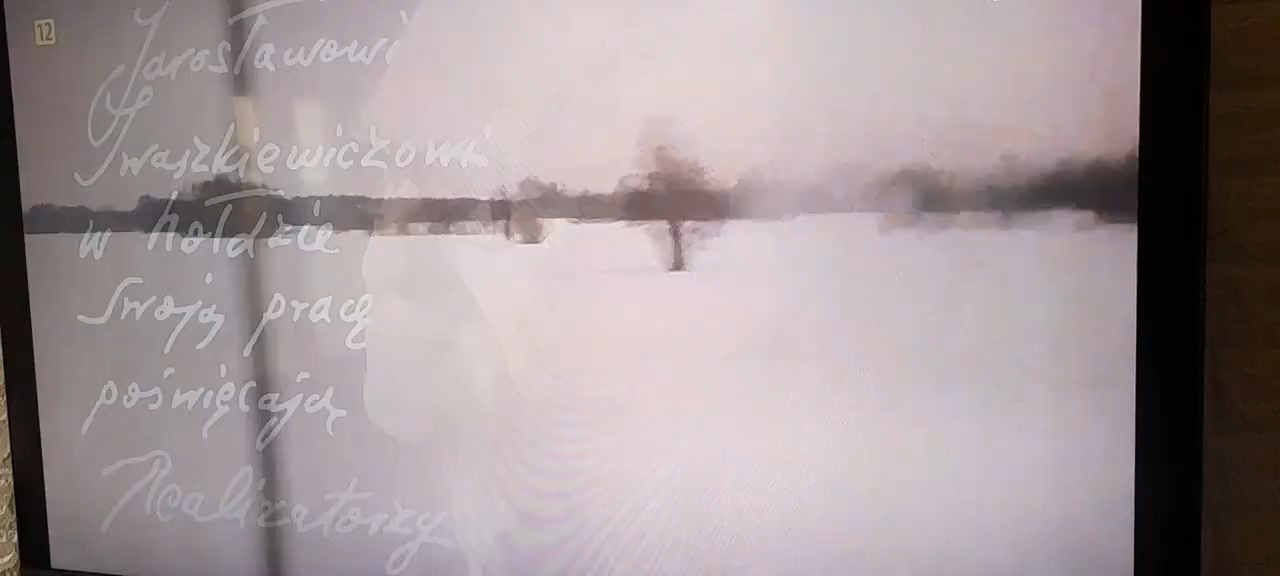 12
Jarosławowi
Iwaszkiewiczowi
w hołdzie
Swoją pracę
poświęcają
Realizatorzy